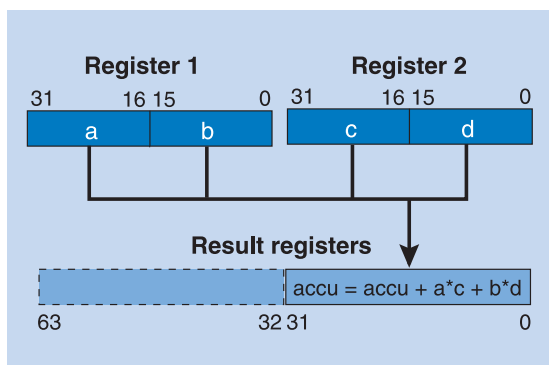 Register 1 Register 2
31 16 15 0 31 16 15 0
a b c d
Result registers
accu = accu + a*c + b*d
63 32 31 0